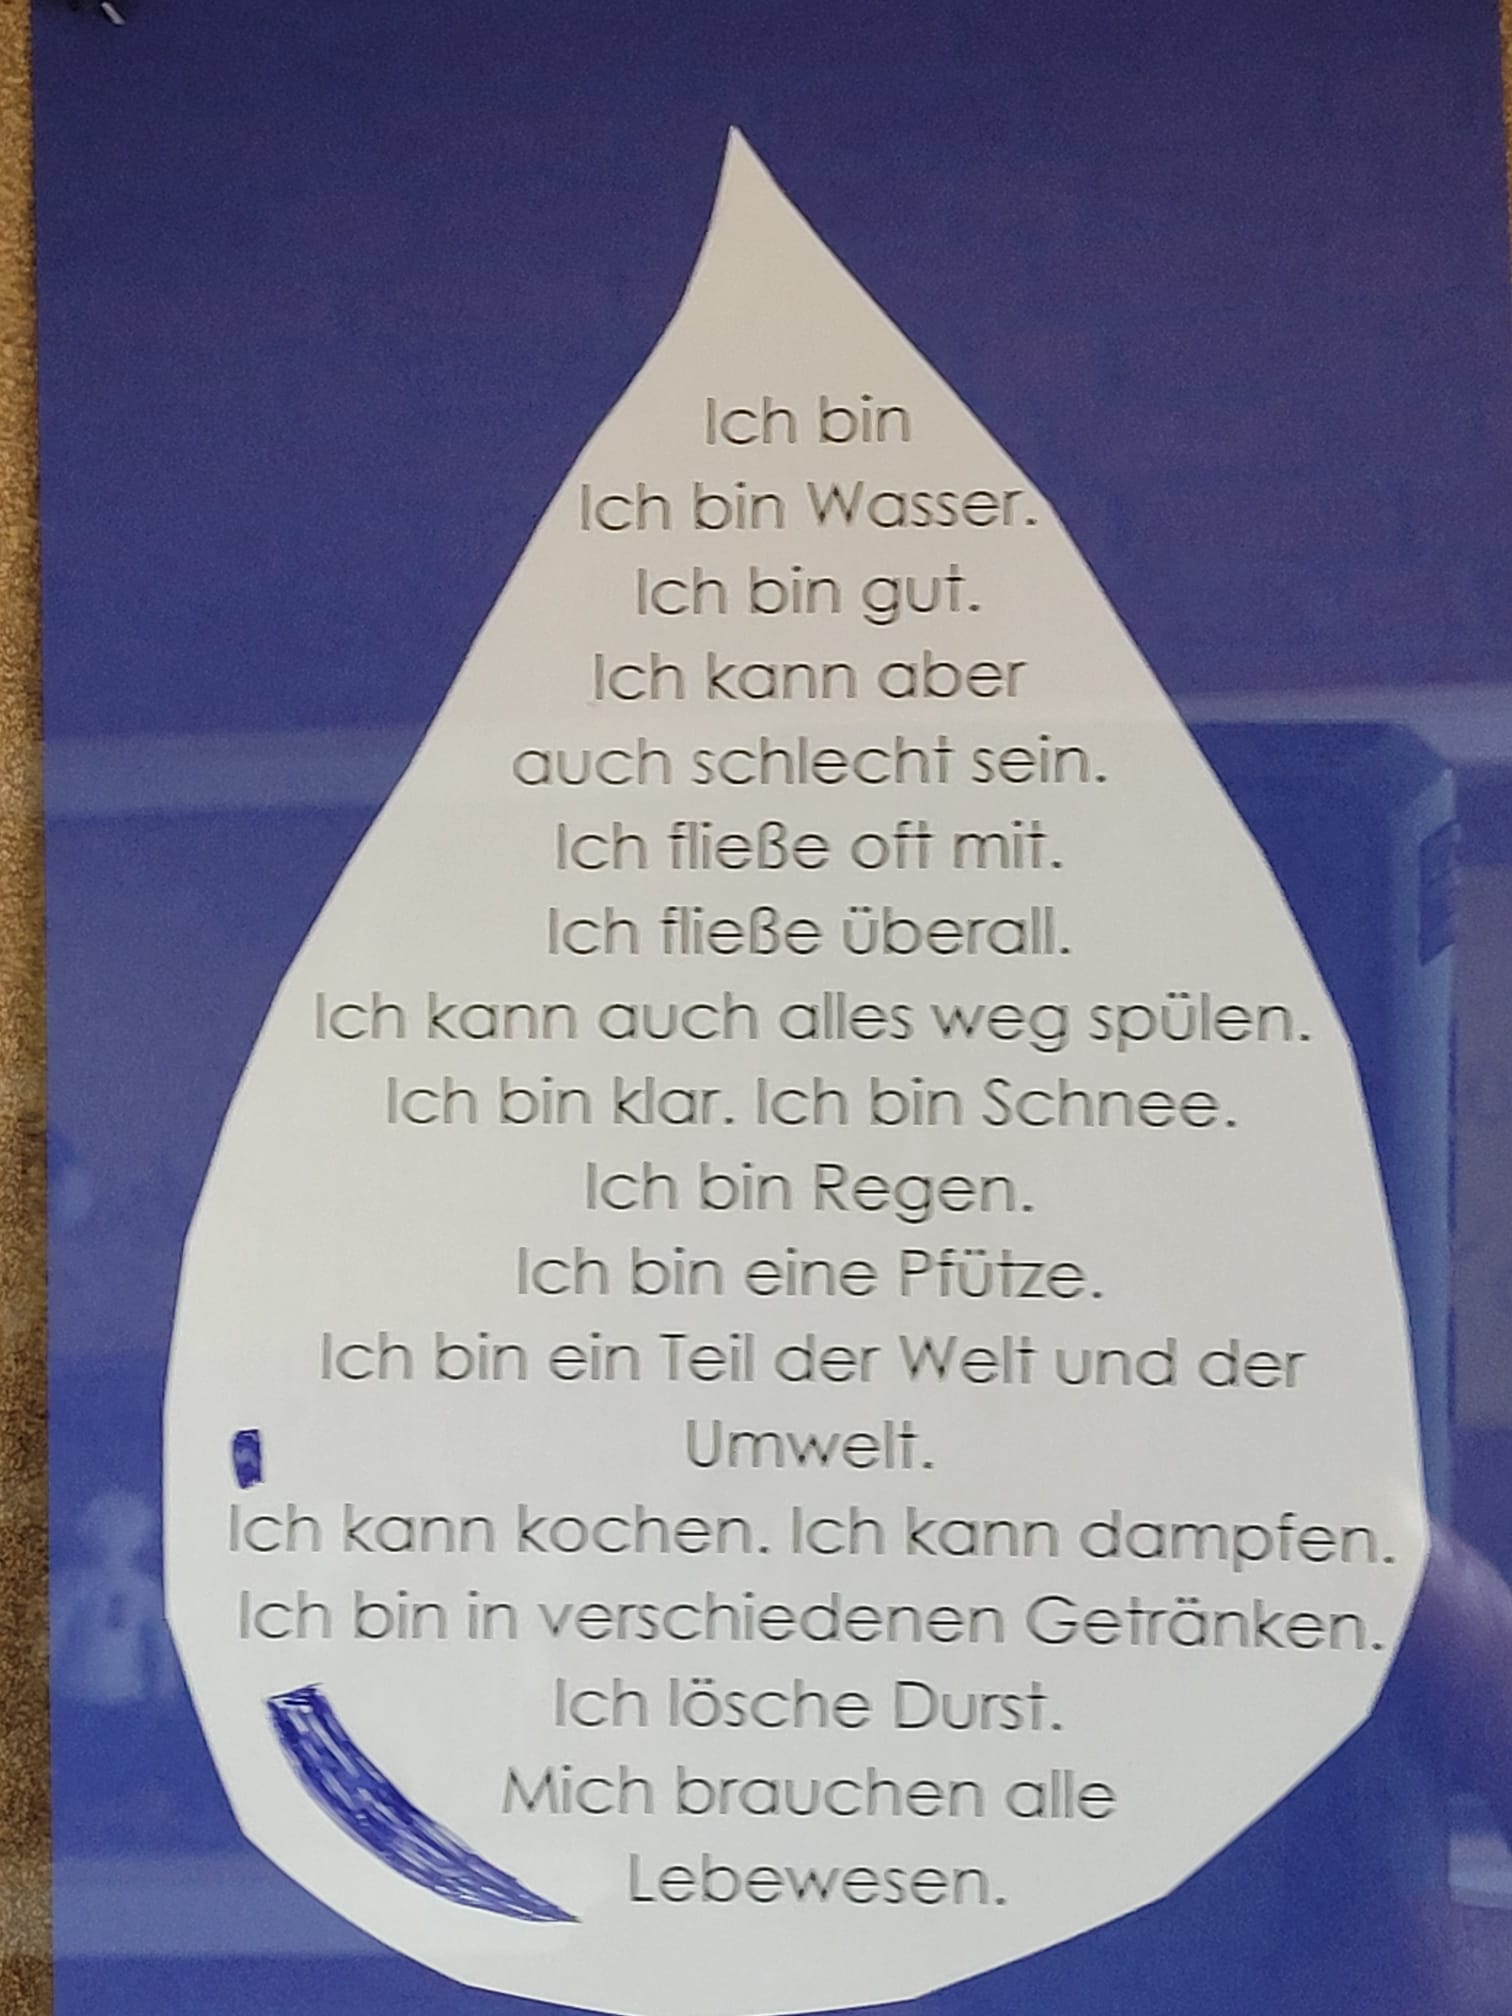 Ich bin
Ich bin Wasser.
Ich bin gut.
Ich kann aber
auch schlecht sein.
Ich fließe oft mit.
Ich fließe überall.
Ich kann auch alles weg spülen.
Ich bin klar. Ich bin Schnee.
Ich bin Regen.
Ich bin eine Pfütze.
Ich bin ein Teil der Welt und der
Umwelt.
Ich kann kochen. Ich kann dampfen.
Ich bin in verschiedenen Getränken.
Ich lösche Durst.
Mich brauchen alle
Lebewesen.